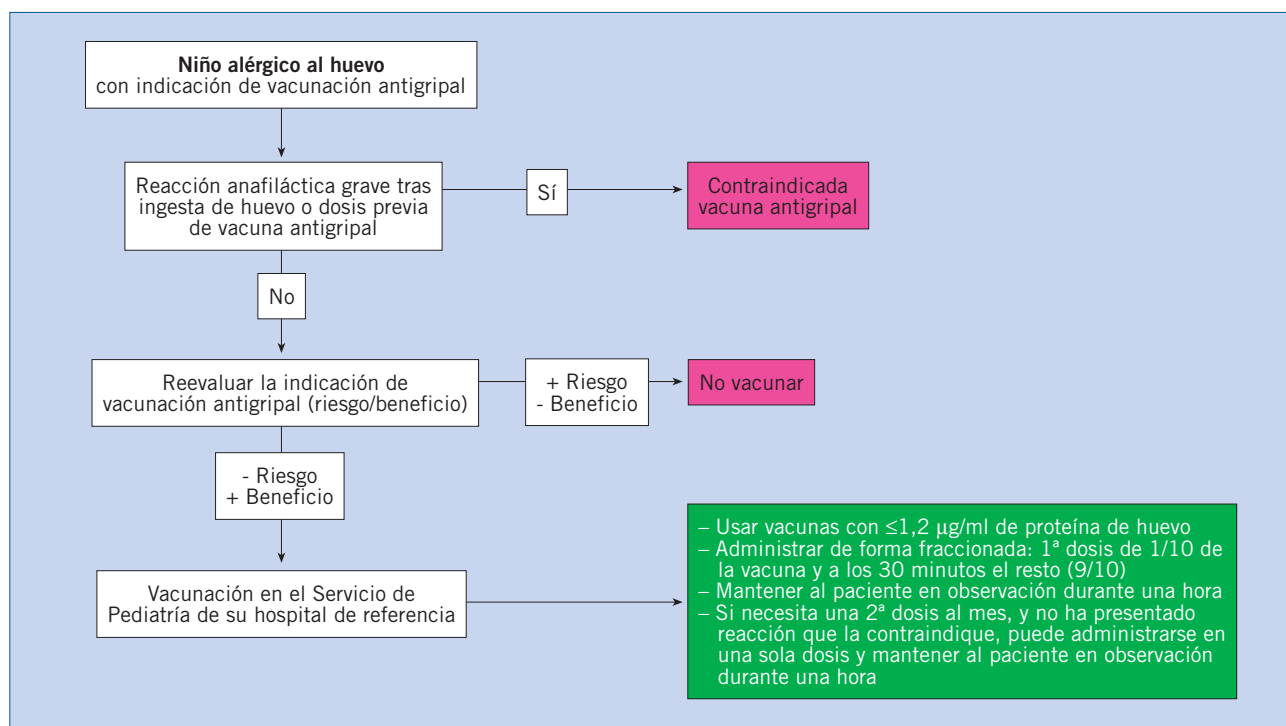 Niño alérgico al huevo
con indicación de vacunación antigripal
Reacción anafiláctica grave tras
ingesta de huevo o dosis previa
de vacuna antigripal
Sí
Contraindicada
vacuna antigripal
No
Reevaluar la indicación de
vacunación antigripal (riesgo/beneficio)
+ Riesgo
- Beneficio
No vacunar
- Riesgo
+ Beneficio
Vacunación en el Servicio de
Pediatría de su hospital de referencia
– Usar vacunas con ≤1,2 μg/ml de proteína de huevo
– Administrar de forma fraccionada: 1ª dosis de 1/10 de
la vacuna y a los 30 minutos el resto (9/10)
– Mantener al paciente en observación durante una hora
– Si necesita una 2ª dosis al mes, y no ha presentado
reacción que la contraindique, puede administrarse en
una sola dosis y mantener al paciente en observación
durante una hora